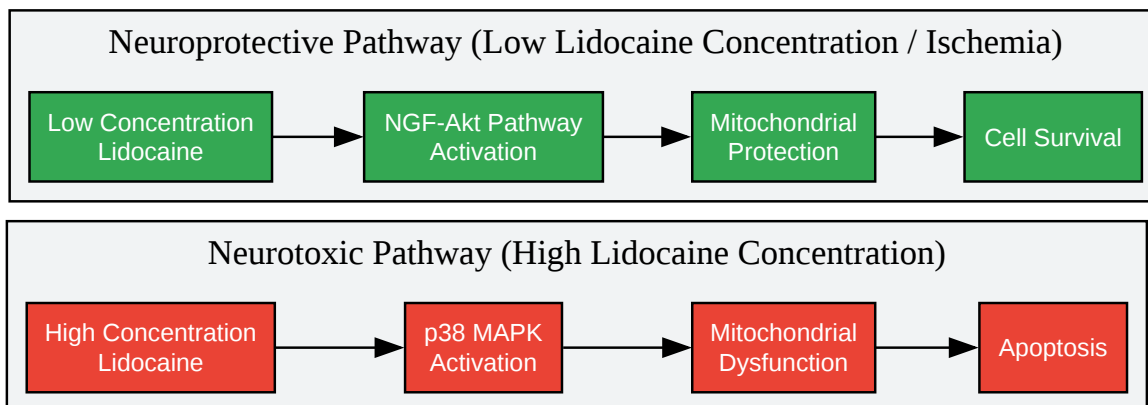 Neuroprotective Pathway (Low Lidocaine Concentration / Ischemia)
Low Concentration
Lidocaine
NGF-Akt Pathway
Activation
Mitochondrial
Protection
Cell Survival
Neurotoxic Pathway (High Lidocaine Concentration)
High Concentration
Lidocaine
p38 MAPK
Activation
Mitochondrial
Dysfunction
Apoptosis